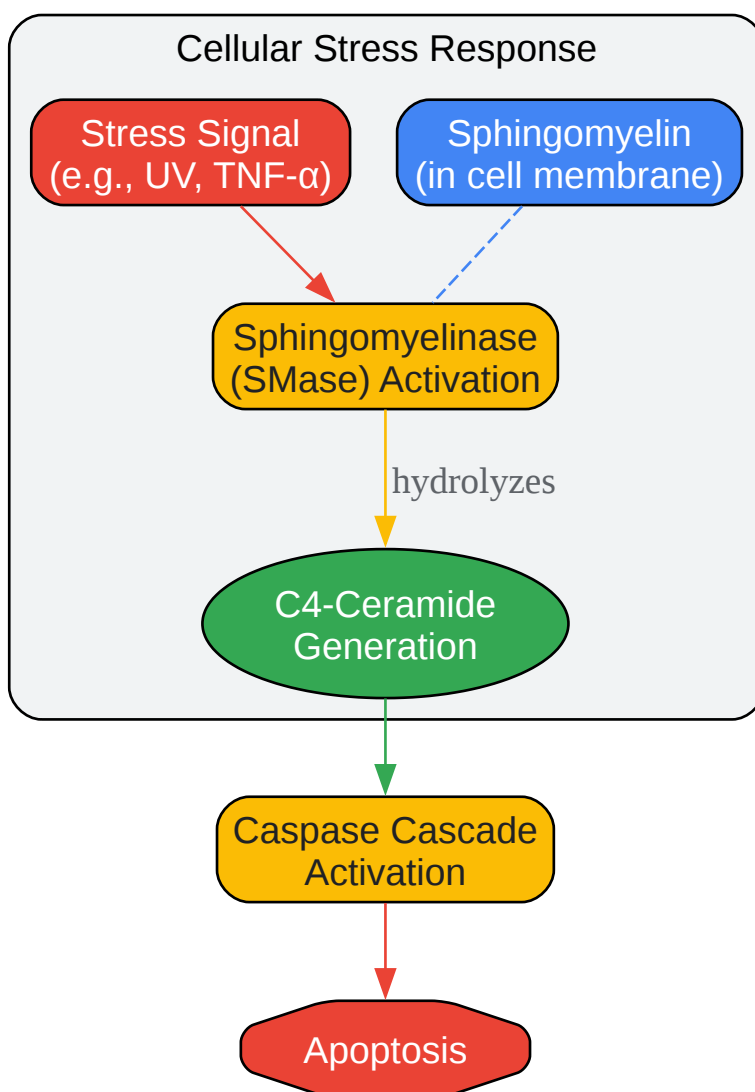 Cellular Stress Response
Stress Signal
(e.g., UV, TNF-α)
Sphingomyelin
(in cell membrane)
Sphingomyelinase
(SMase) Activation
hydrolyzes
C4-Ceramide
Generation
Caspase Cascade
Activation
Apoptosis